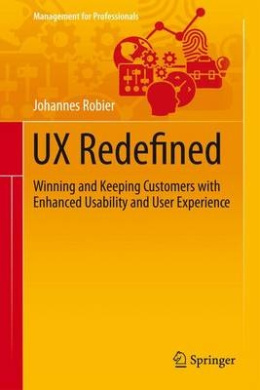 Management for Professionals
Johannes Robier
UX Redefined
Winning and Keeping Customers with
Enhanced Usability and User Experience
Springer